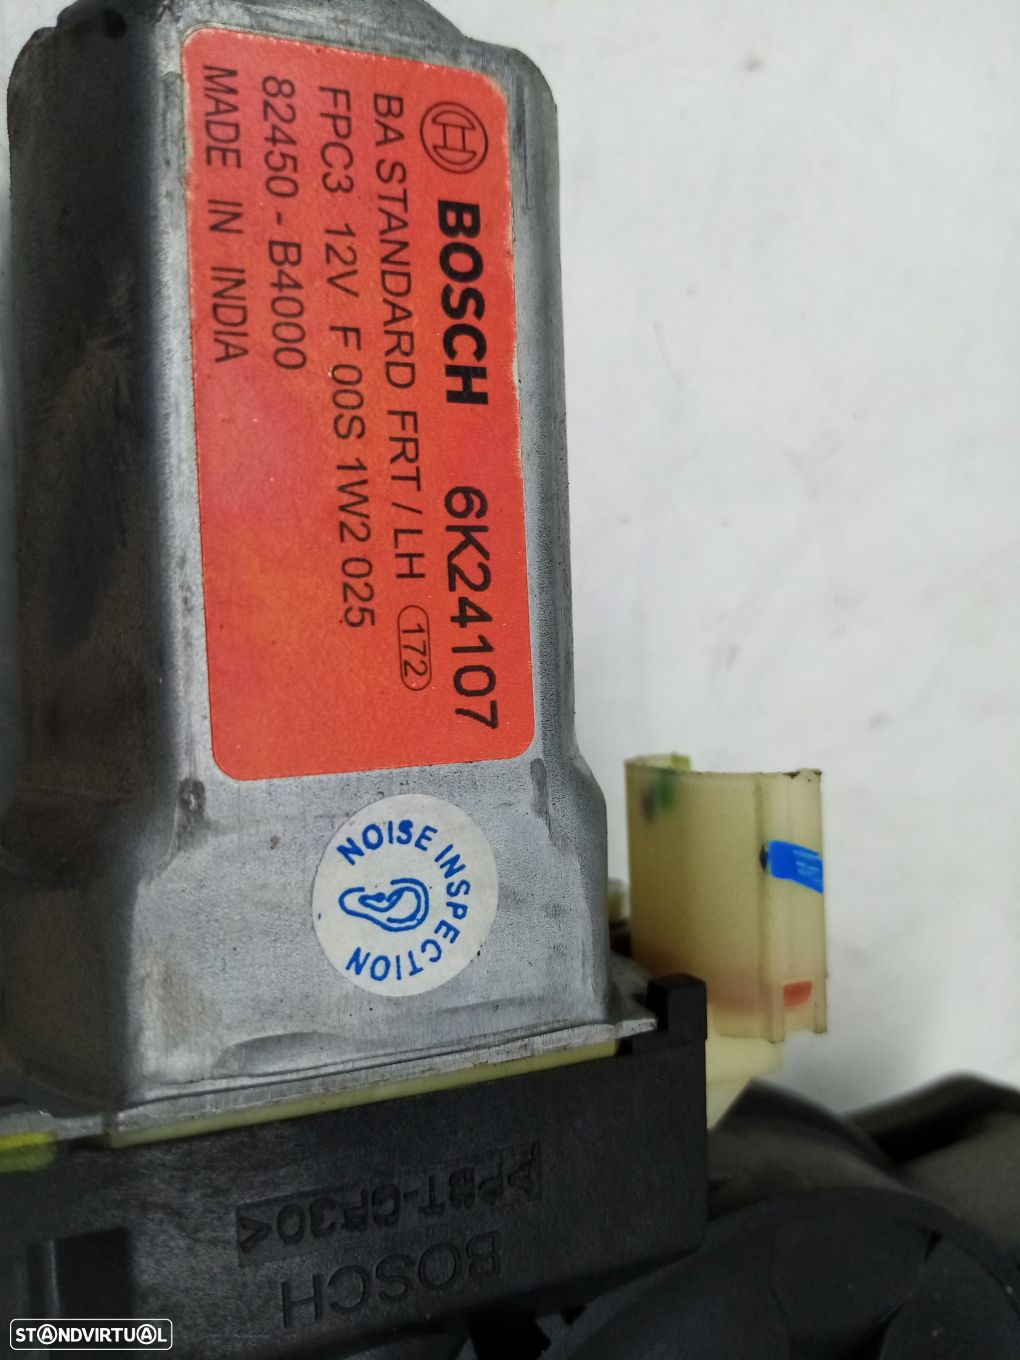 BOSCH 6K24107
BA STANDARD FRT / LH 172
FPC3 12V F 00S 1W2 025
82450 - B4000
MADE IN INDIA
NOISE INSPECTION
>PBT-GF30<
BOSCH
STANDVIRTUAL